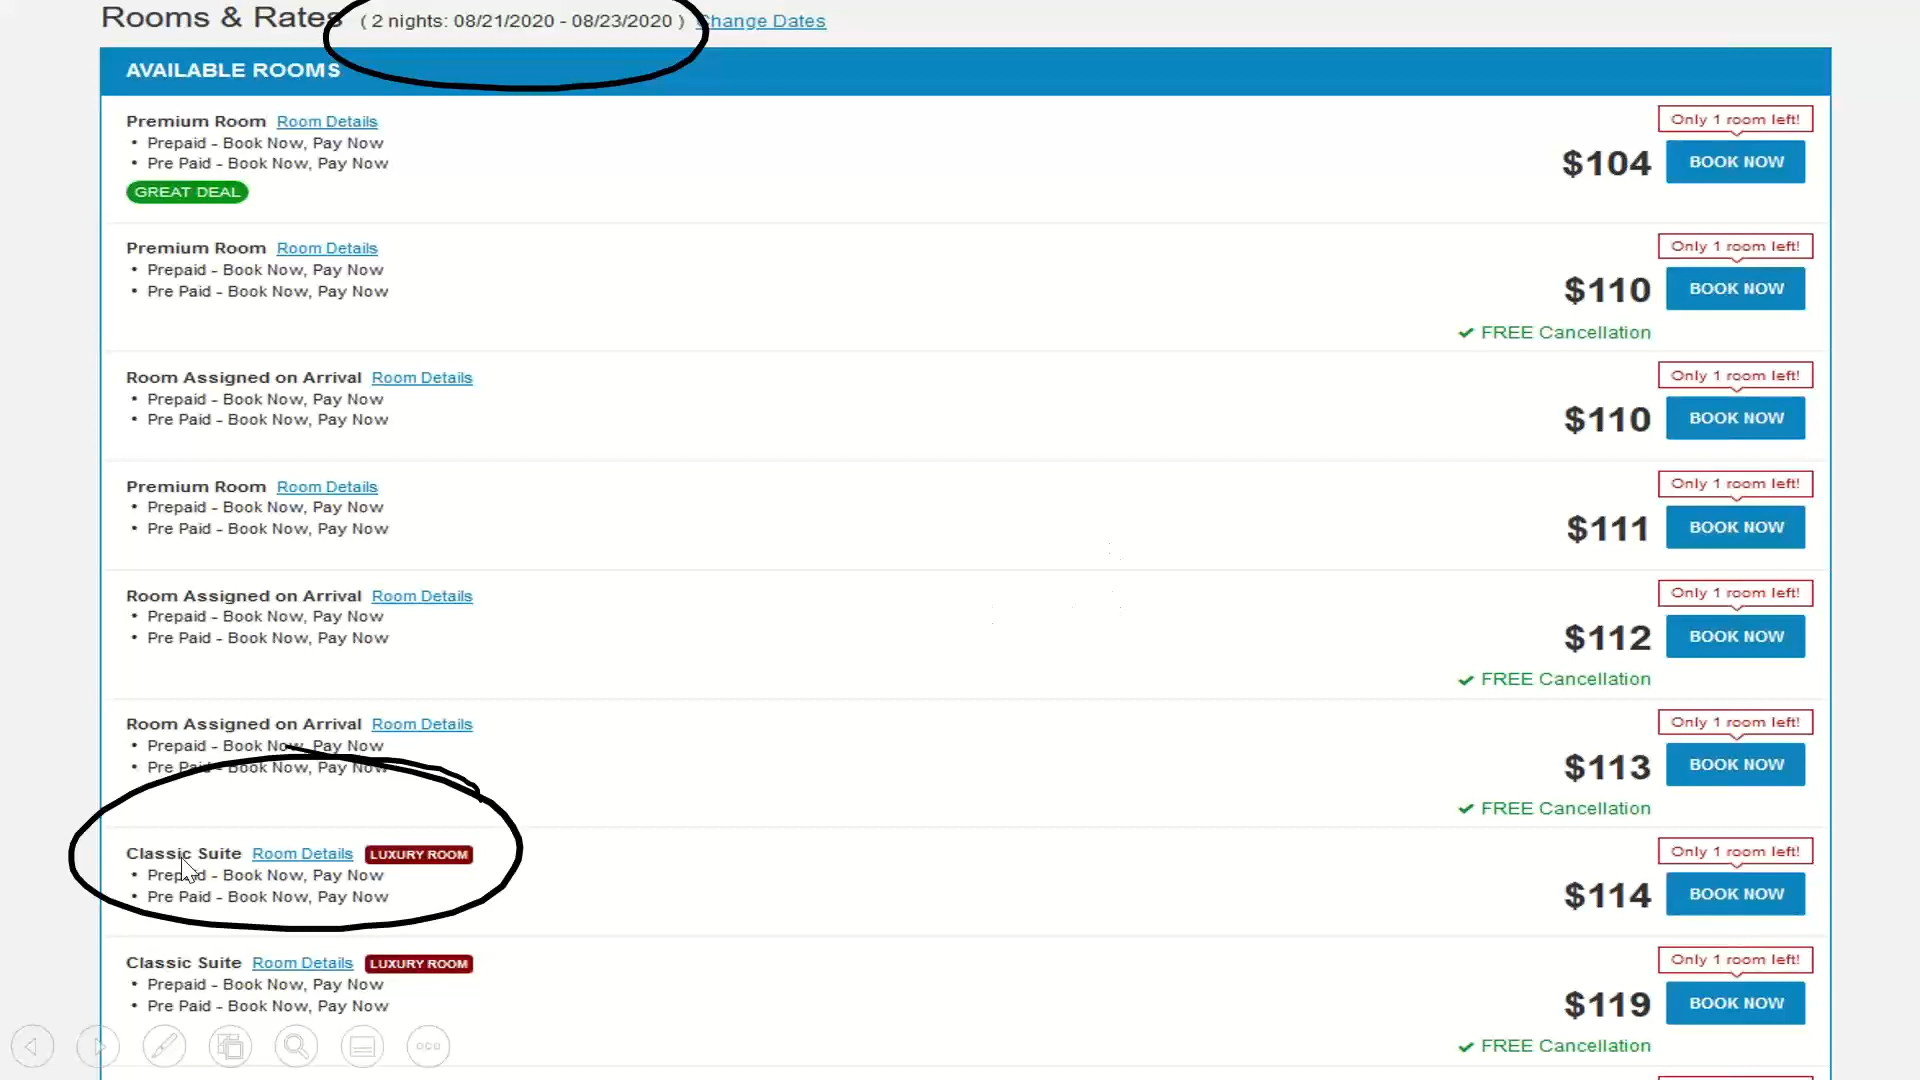 Rooms & Rates ( 2 nights: 08/21/2020 - 08/23/2020 ) Change Dates
AVAILABLE ROOMS
Premium Room Room Details
• Prepaid - Book Now, Pay Now
• Pre Paid - Book Now, Pay Now
GREAT DEAL
Only 1 room left!
$104 BOOK NOW
Premium Room Room Details
• Prepaid - Book Now, Pay Now
• Pre Paid - Book Now, Pay Now
Only 1 room left!
$110 BOOK NOW
FREE Cancellation
Room Assigned on Arrival Room Details
• Prepaid - Book Now, Pay Now
• Pre Paid - Book Now, Pay Now
Only 1 room left!
$110 BOOK NOW
Premium Room Room Details
• Prepaid - Book Now, Pay Now
• Pre Paid - Book Now, Pay Now
Only 1 room left!
$111 BOOK NOW
Room Assigned on Arrival Room Details
• Prepaid - Book Now, Pay Now
• Pre Paid - Book Now, Pay Now
Only 1 room left!
$112 BOOK NOW
FREE Cancellation
Room Assigned on Arrival Room Details
• Prepaid - Book Now, Pay Now
• Pre Paid - Book Now, Pay Now
Only 1 room left!
$113 BOOK NOW
FREE Cancellation
Classic Suite Room Details LUXURY ROOM
• Prepaid - Book Now, Pay Now
• Pre Paid - Book Now, Pay Now
Only 1 room left!
$114 BOOK NOW
Classic Suite Room Details LUXURY ROOM
• Prepaid - Book Now, Pay Now
• Pre Paid - Book Now, Pay Now
Only 1 room left!
$119 BOOK NOW
FREE Cancellation